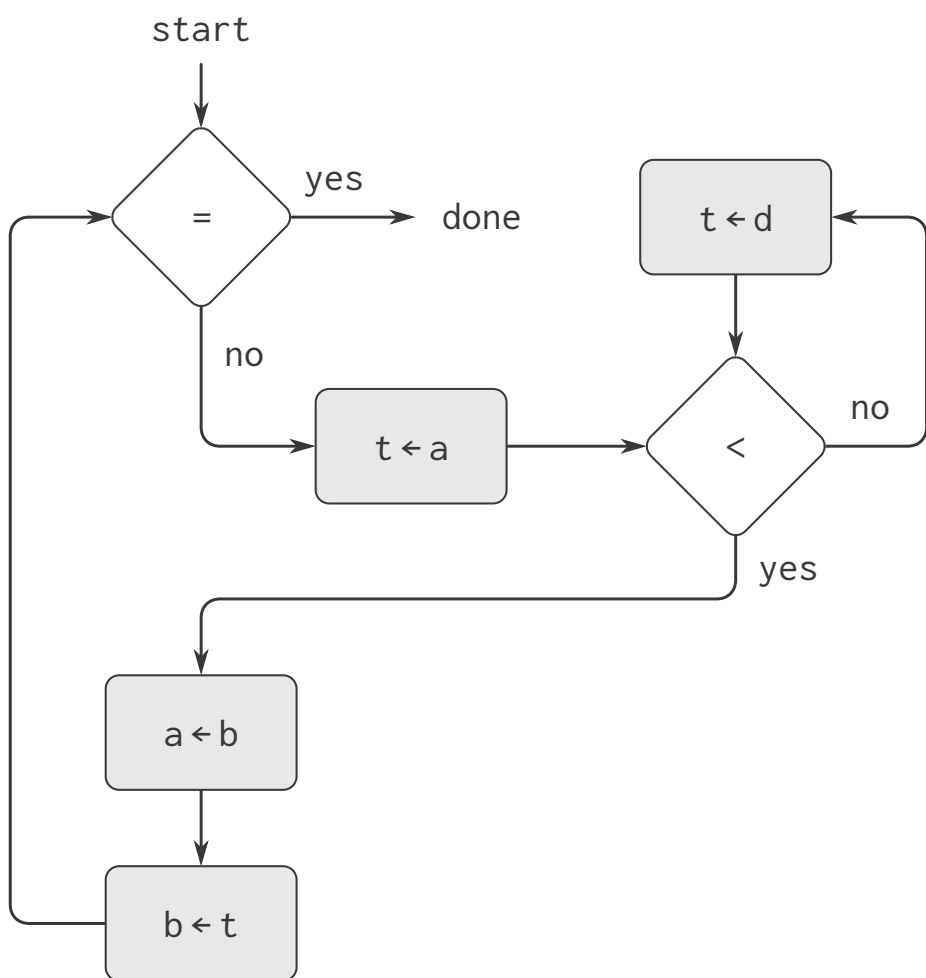 start
=
yes
done
no
t←a
t←d
<
no
yes
a←b
b←t